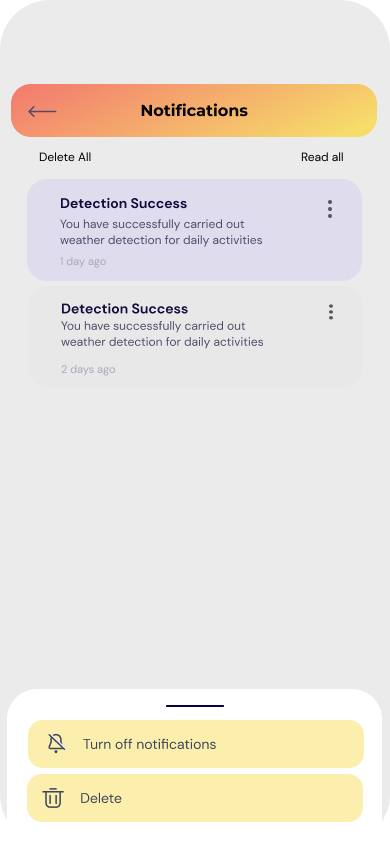 Notifications
Delete All
Read all
Detection Success
You have successfully carried out
weather detection for daily activities
1 day ago
Detection Success
You have successfully carried out
weather detection for daily activities
2 days ago
Turn off notifications
Delete